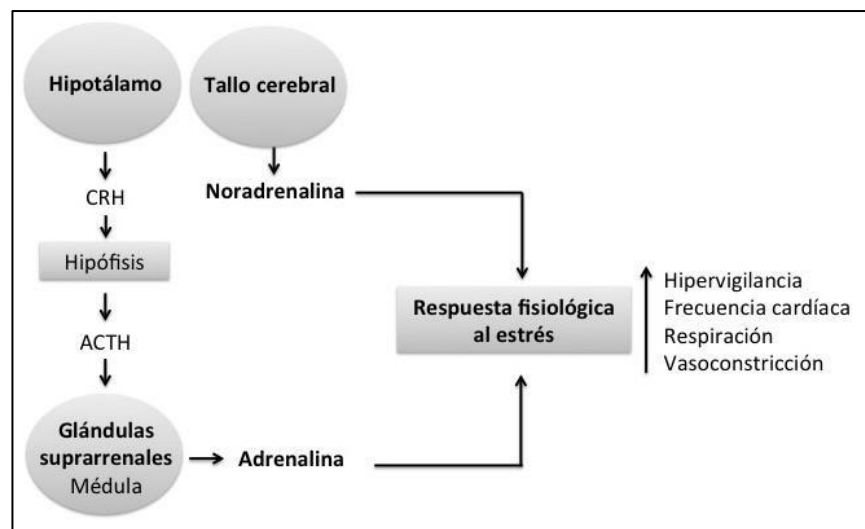 Hipotálamo
Tallo cerebral
CRH
Noradrenalina
Hipófisis
ACTH
Glándulas
suprarrenales
Médula
Adrenalina
Respuesta fisiológica
al estrés
Hipervigilancia
Frecuencia cardíaca
Respiración
Vasoconstricción